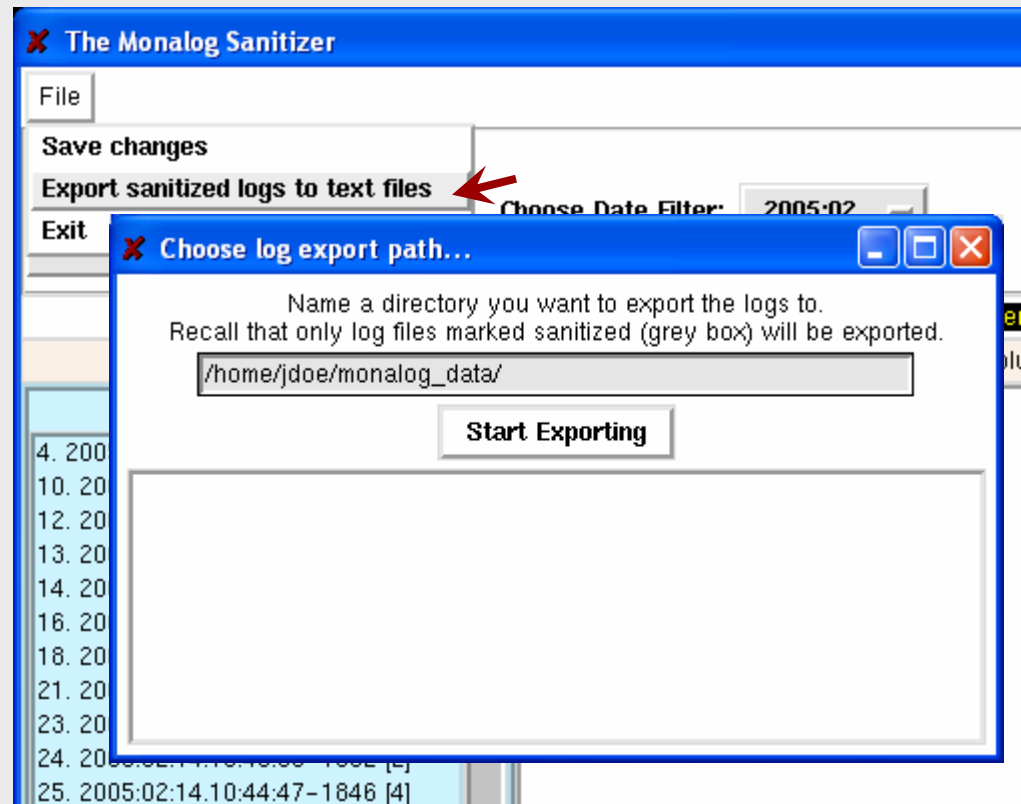 The Monalog Sanitizer
File
Save changes
Export sanitized logs to text files
Choose Date Filter: 2005:02
Exit
Choose log export path...
Name a directory you want to export the logs to.
Recall that only log files marked sanitized (grey box) will be exported.
/home/jdoe/monalog_data/
Start Exporting
4. 200
10. 20
12. 20
13. 20
14. 20
16. 20
18. 20
21. 20
23. 20
24. 20
25. 2005:02:14.10:44:47-1846 [4]